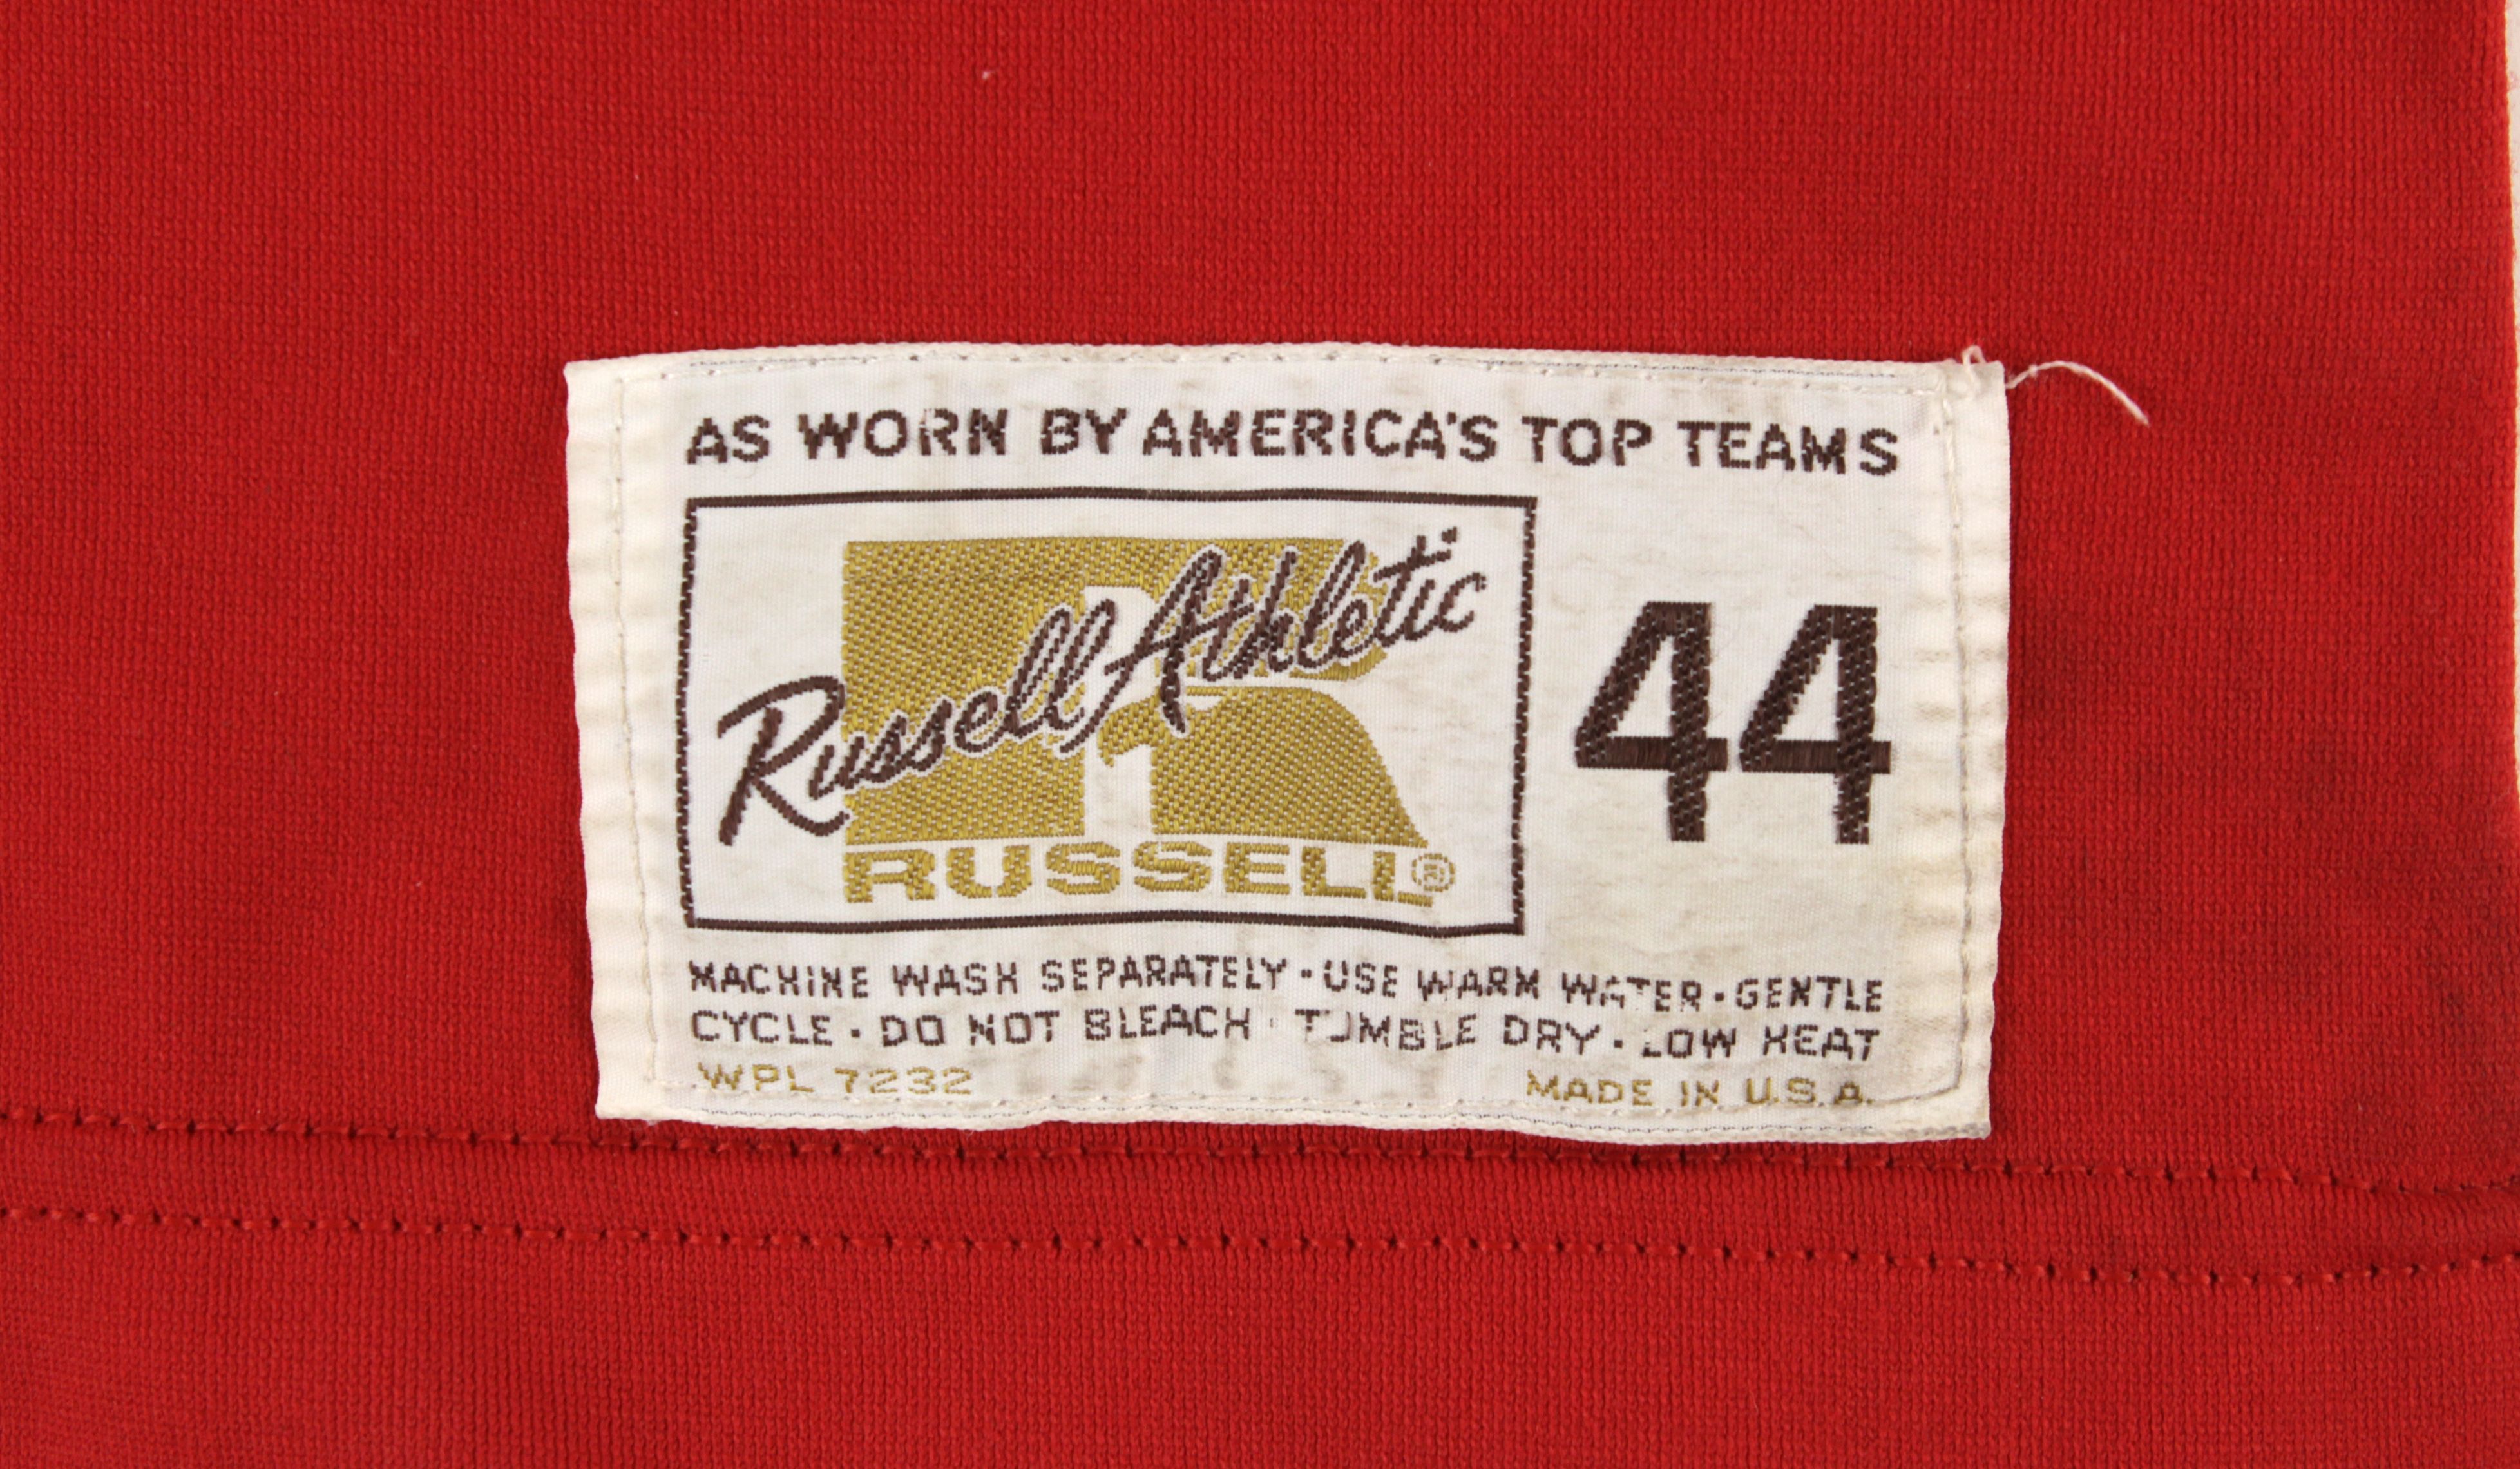 AS WORN BY AMERICA'S TOP TEAMS
Russell Athletic
RUSSELL®
44
MACHINE WASH SEPARATELY • USE WARM WATER • GENTLE
CYCLE • DO NOT BLEACH • TUMBLE DRY • LOW HEAT
WPL 7232 MADE IN U.S.A.